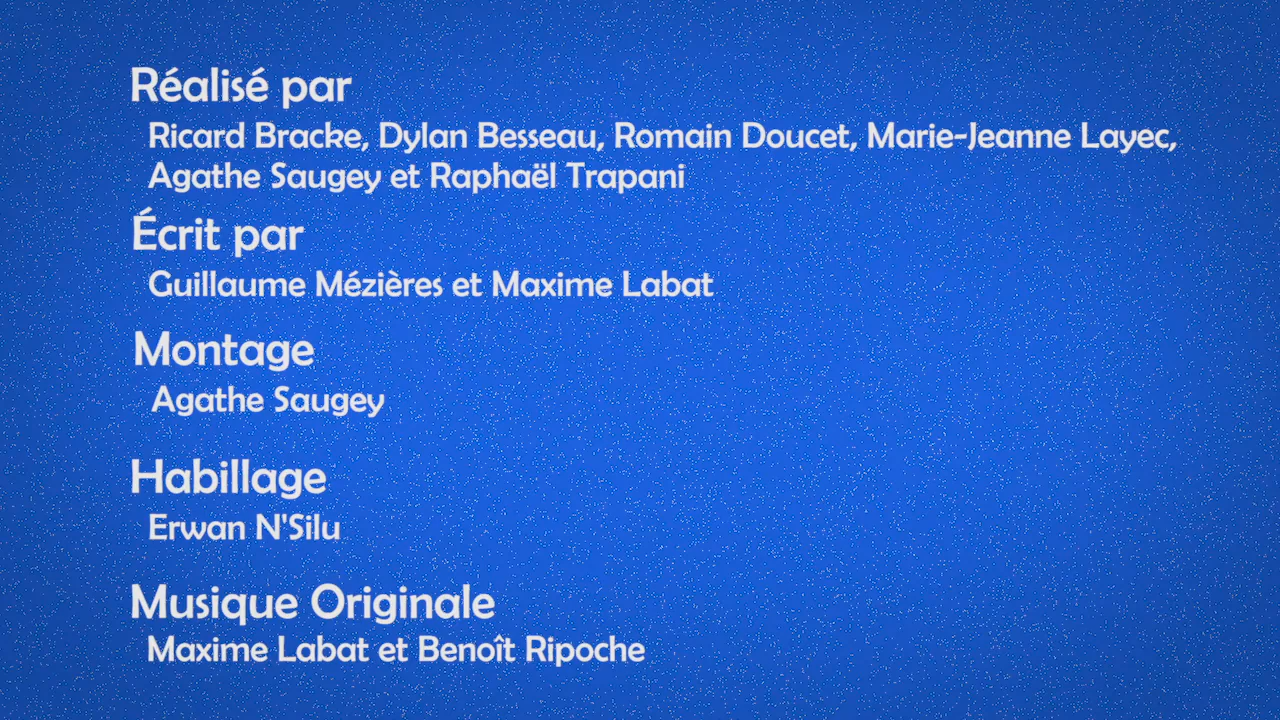 Réalisé par
Ricard Bracke, Dylan Besseau, Romain Doucet, Marie-Jeanne Layec,
Agathe Saugey et Raphaël Trapani
Écrit par
Guillaume Mézières et Maxime Labat
Montage
Agathe Saugey
Habillage
Erwan N'Silu
Musique Originale
Maxime Labat et Benoît Ripoche